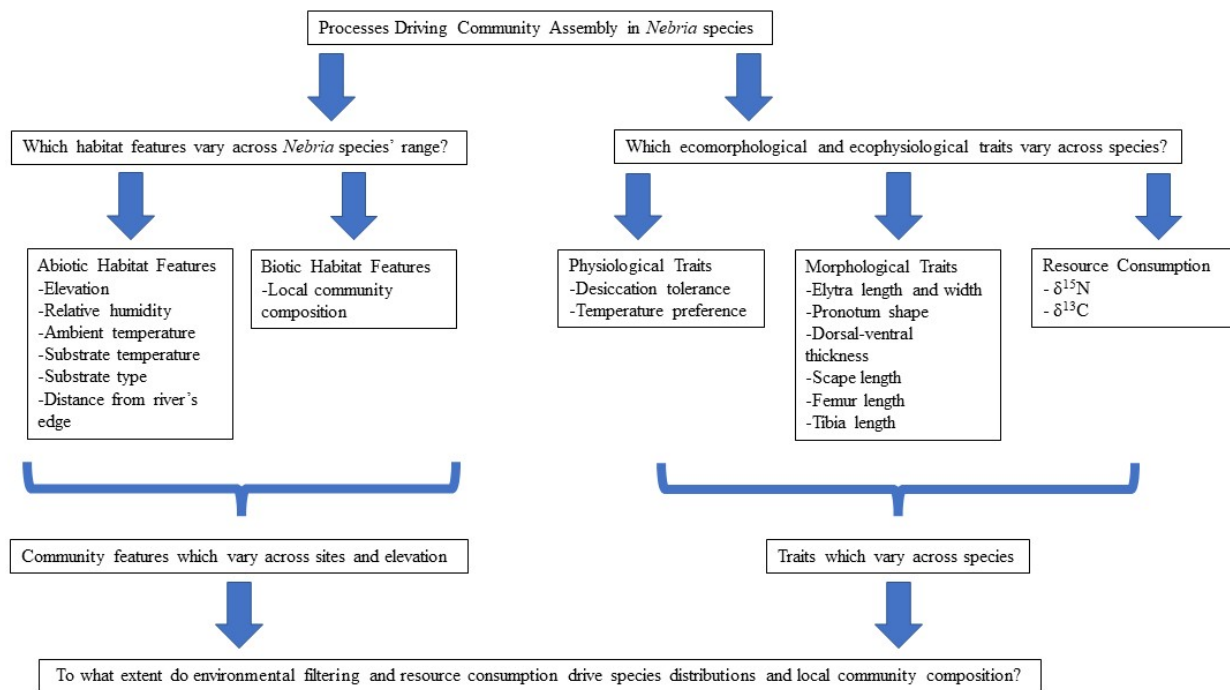 Processes Driving Community Assembly in Nebria species
Which habitat features vary across Nebria species’ range?
Which ecomorphological and ecophysiological traits vary across species?
Abiotic Habitat Features
-Elevation
-Relative humidity
-Ambient temperature
-Substrate temperature
-Substrate type
-Distance from river’s
edge
Biotic Habitat Features
-Local community
composition
Physiological Traits
-Desiccation tolerance
-Temperature preference
Morphological Traits
-Elytra length and width
-Pronotum shape
-Dorsal-ventral
thickness
-Scape length
-Femur length
-Tibia length
Resource Consumption
- δ¹⁵N
- δ¹³C
Community features which vary across sites and elevation
Traits which vary across species
To what extent do environmental filtering and resource consumption drive species distributions and local community composition?